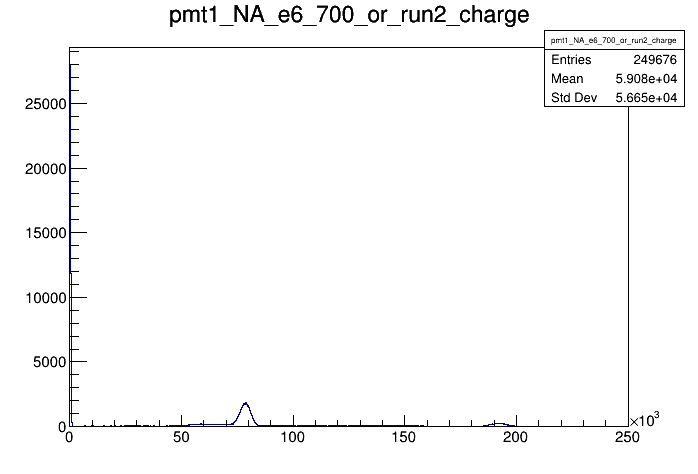 pmt1_NA_e6_700_or_run2_charge
pmt1_NA_e6_700_or_run2_charge
Entries 249676
Mean 5.908e+04
Std Dev 5.665e+04
25000
20000
15000
10000
5000
0
0 50 100 150 200 250
×10³